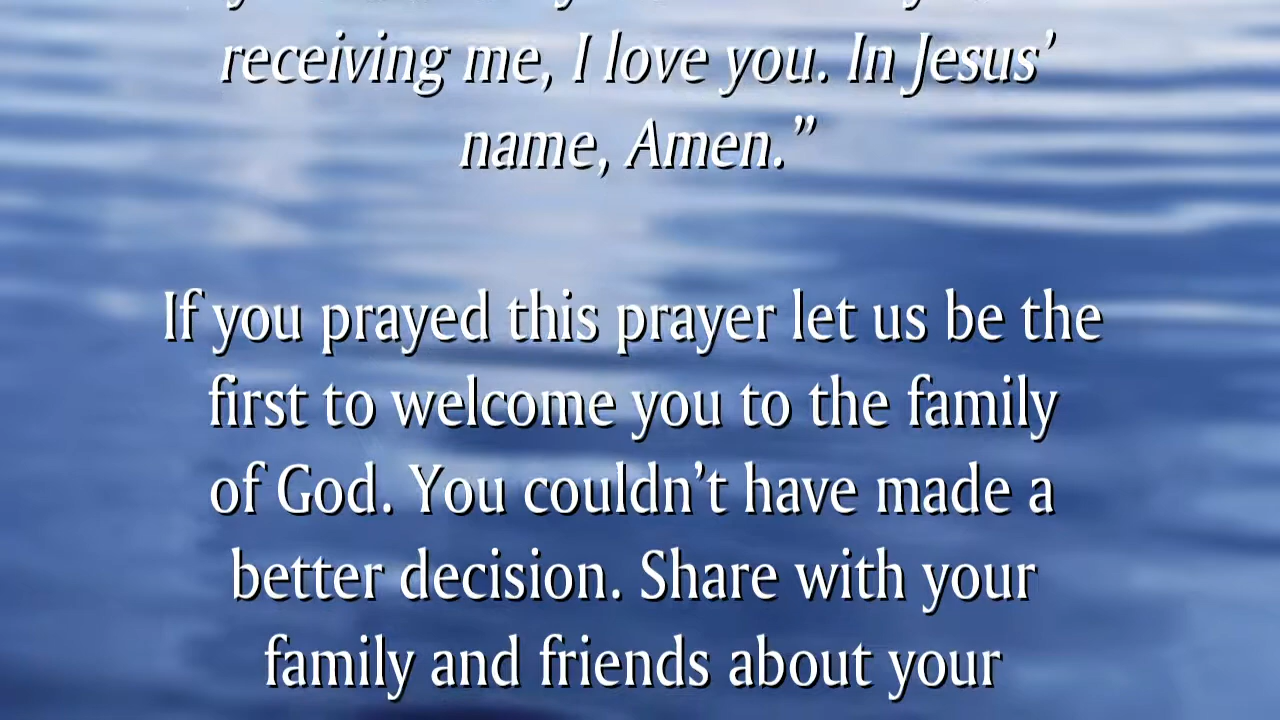 receiving me, I love you. In Jesus’
name, Amen.”
If you prayed this prayer let us be the
first to welcome you to the family
of God. You couldn’t have made a
better decision. Share with your
family and friends about your